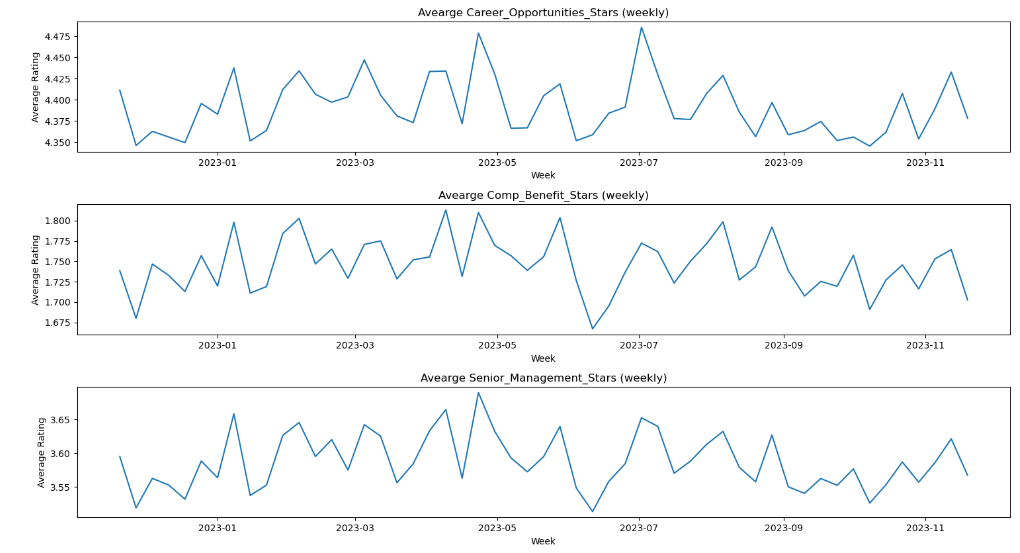 Avearge Career_Opportunities_Stars (weekly)
4.475
4.450
4.425
4.400
4.375
4.350
Average Rating
2023-01 2023-03 2023-05 2023-07 2023-09 2023-11
Week
Avearge Comp_Benefit_Stars (weekly)
1.800
1.775
1.750
1.725
1.700
1.675
Average Rating
2023-01 2023-03 2023-05 2023-07 2023-09 2023-11
Week
Avearge Senior_Management_Stars (weekly)
3.65
3.60
3.55
Average Rating
2023-01 2023-03 2023-05 2023-07 2023-09 2023-11
Week